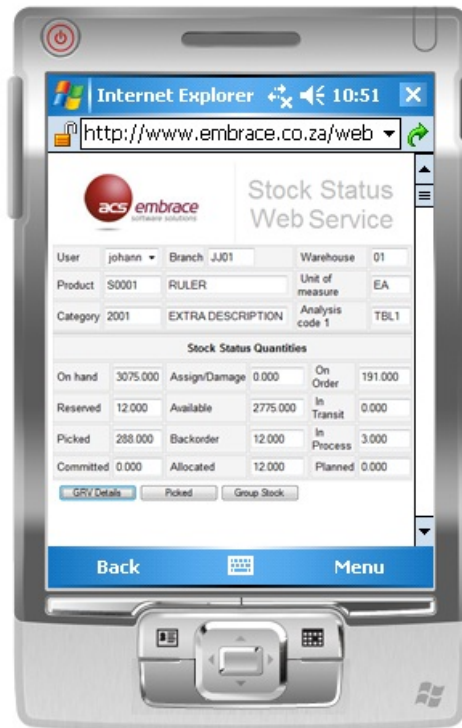 Internet Explorer 10:51
http://www.embrace.co.za/web
acs embrace
software solutions
Stock Status
Web Service
User johann Branch JJ01 Warehouse 01
Product S0001 RULER Unit of measure EA
Category 2001 EXTRA DESCRIPTION Analysis code 1 TBL1
Stock Status Quantities
On hand 3075.000 Assign/Damage 0.000 On Order 191.000
Reserved 12.000 Available 2775.000 In Transit 0.000
Picked 288.000 Backorder 12.000 In Process 3.000
Committed 0.000 Allocated 12.000 Planned 0.000
GRV Details Picked Group Stock
Back Menu